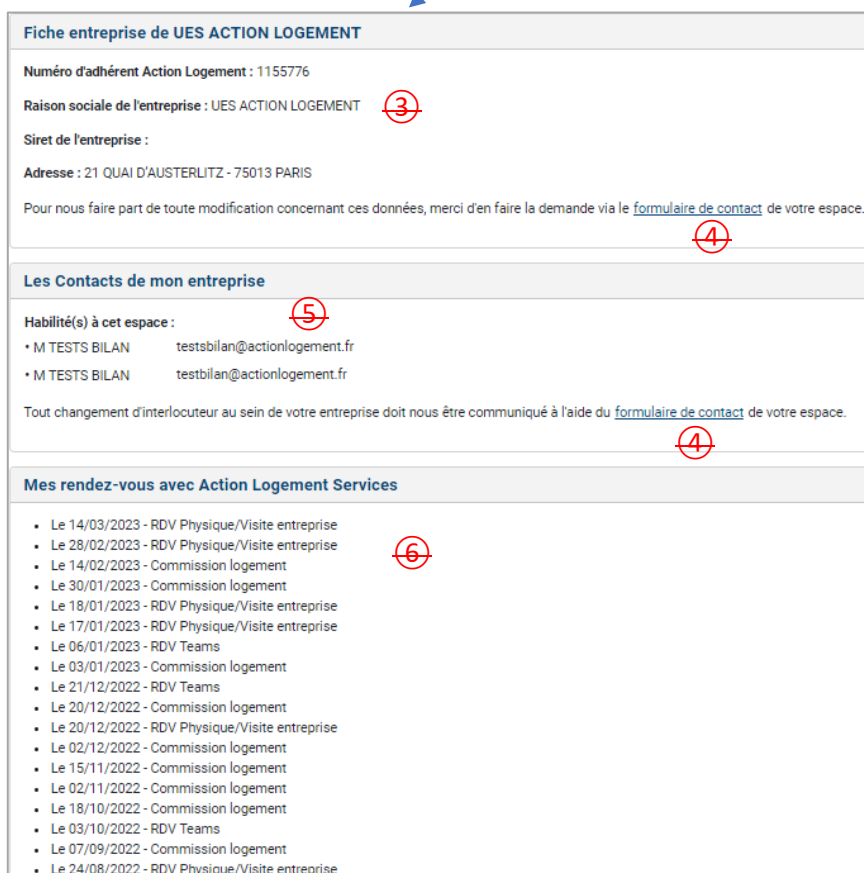 Fiche entreprise de UES ACTION LOGEMENT
Numéro d'adhérent Action Logement : 1155776
Raison sociale de l'entreprise : UES ACTION LOGEMENT 3
Siret de l'entreprise :
Adresse : 21 QUAI D'AUSTERLITZ - 75013 PARIS
Pour nous faire part de toute modification concernant ces données, merci d'en faire la demande via le formulaire de contact de votre espace.
4
Les Contacts de mon entreprise
5
Habilité(s) à cet espace :
• M TESTS BILAN testsbilan@actionlogement.fr
• M TESTS BILAN testbilan@actionlogement.fr
Tout changement d'interlocuteur au sein de votre entreprise doit nous être communiqué à l'aide du formulaire de contact de votre espace.
4
Mes rendez-vous avec Action Logement Services
• Le 14/03/2023 - RDV Physique/Visite entreprise
• Le 28/02/2023 - RDV Physique/Visite entreprise
6
• Le 14/02/2023 - Commission logement
• Le 30/01/2023 - Commission logement
• Le 18/01/2023 - RDV Physique/Visite entreprise
• Le 17/01/2023 - RDV Physique/Visite entreprise
• Le 06/01/2023 - RDV Teams
• Le 03/01/2023 - Commission logement
• Le 21/12/2022 - RDV Teams
• Le 20/12/2022 - Commission logement
• Le 20/12/2022 - RDV Physique/Visite entreprise
• Le 02/12/2022 - Commission logement
• Le 15/11/2022 - Commission logement
• Le 02/11/2022 - Commission logement
• Le 18/10/2022 - Commission logement
• Le 03/10/2022 - RDV Teams
• Le 07/09/2022 - Commission logement
• Le 24/08/2022 - RDV Physique/Visite entreprise